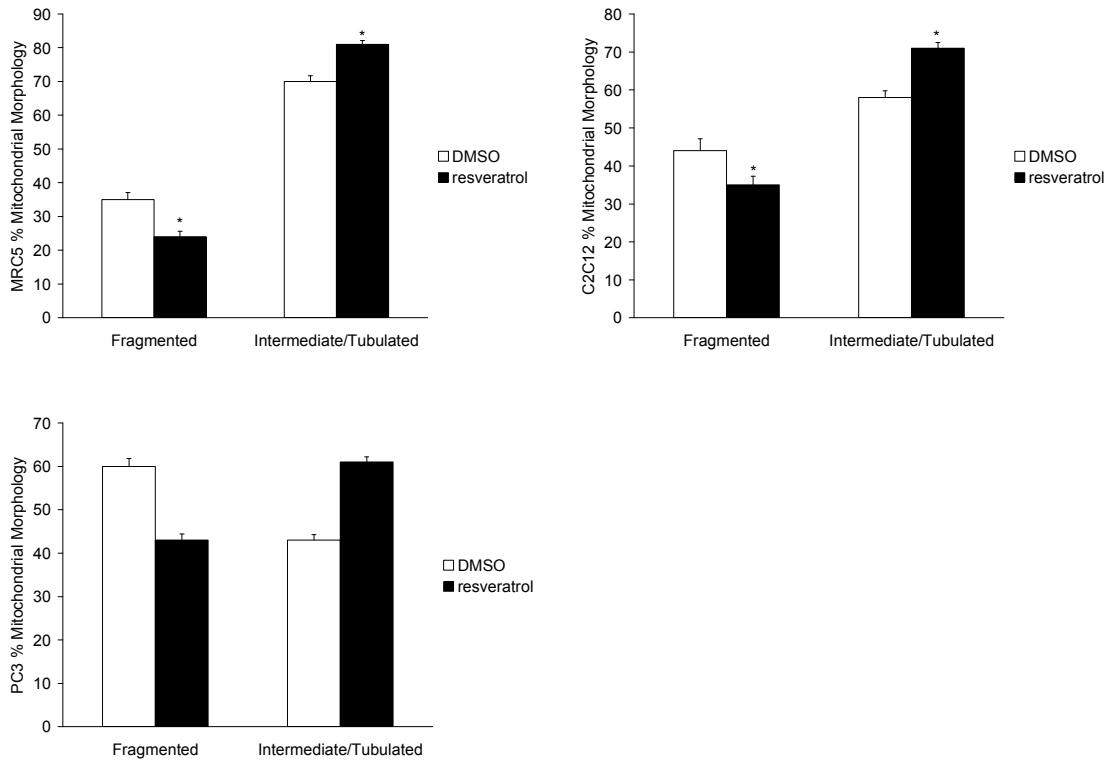 MRC5 % Mitochondrial Morphology
90
80
70
60
50
40
30
20
10
0
*
*
Fragmented
Intermediate/Tubulated
DMSO
resveratrol
C2C12 % Mitochondrial Morphology
80
70
60
50
40
30
20
10
0
*
*
Fragmented
Intermediate/Tubulated
DMSO
resveratrol
PC3 % Mitochondrial Morphology
70
60
50
40
30
20
10
0
Fragmented
Intermediate/Tubulated
DMSO
resveratrol